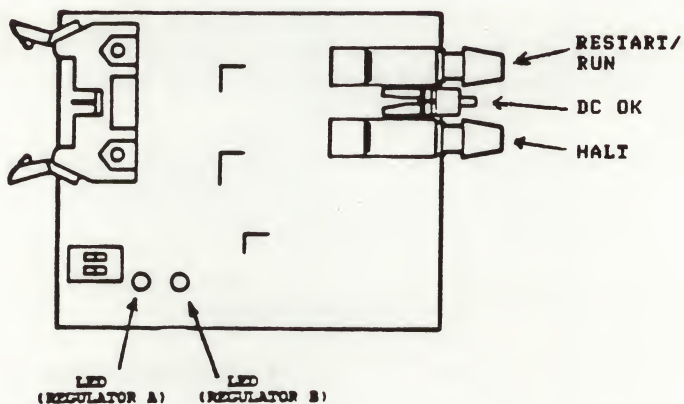 RESTART/
RUN
DC OK
HALT
LED
(REGULATOR A)
LED
(REGULATOR B)